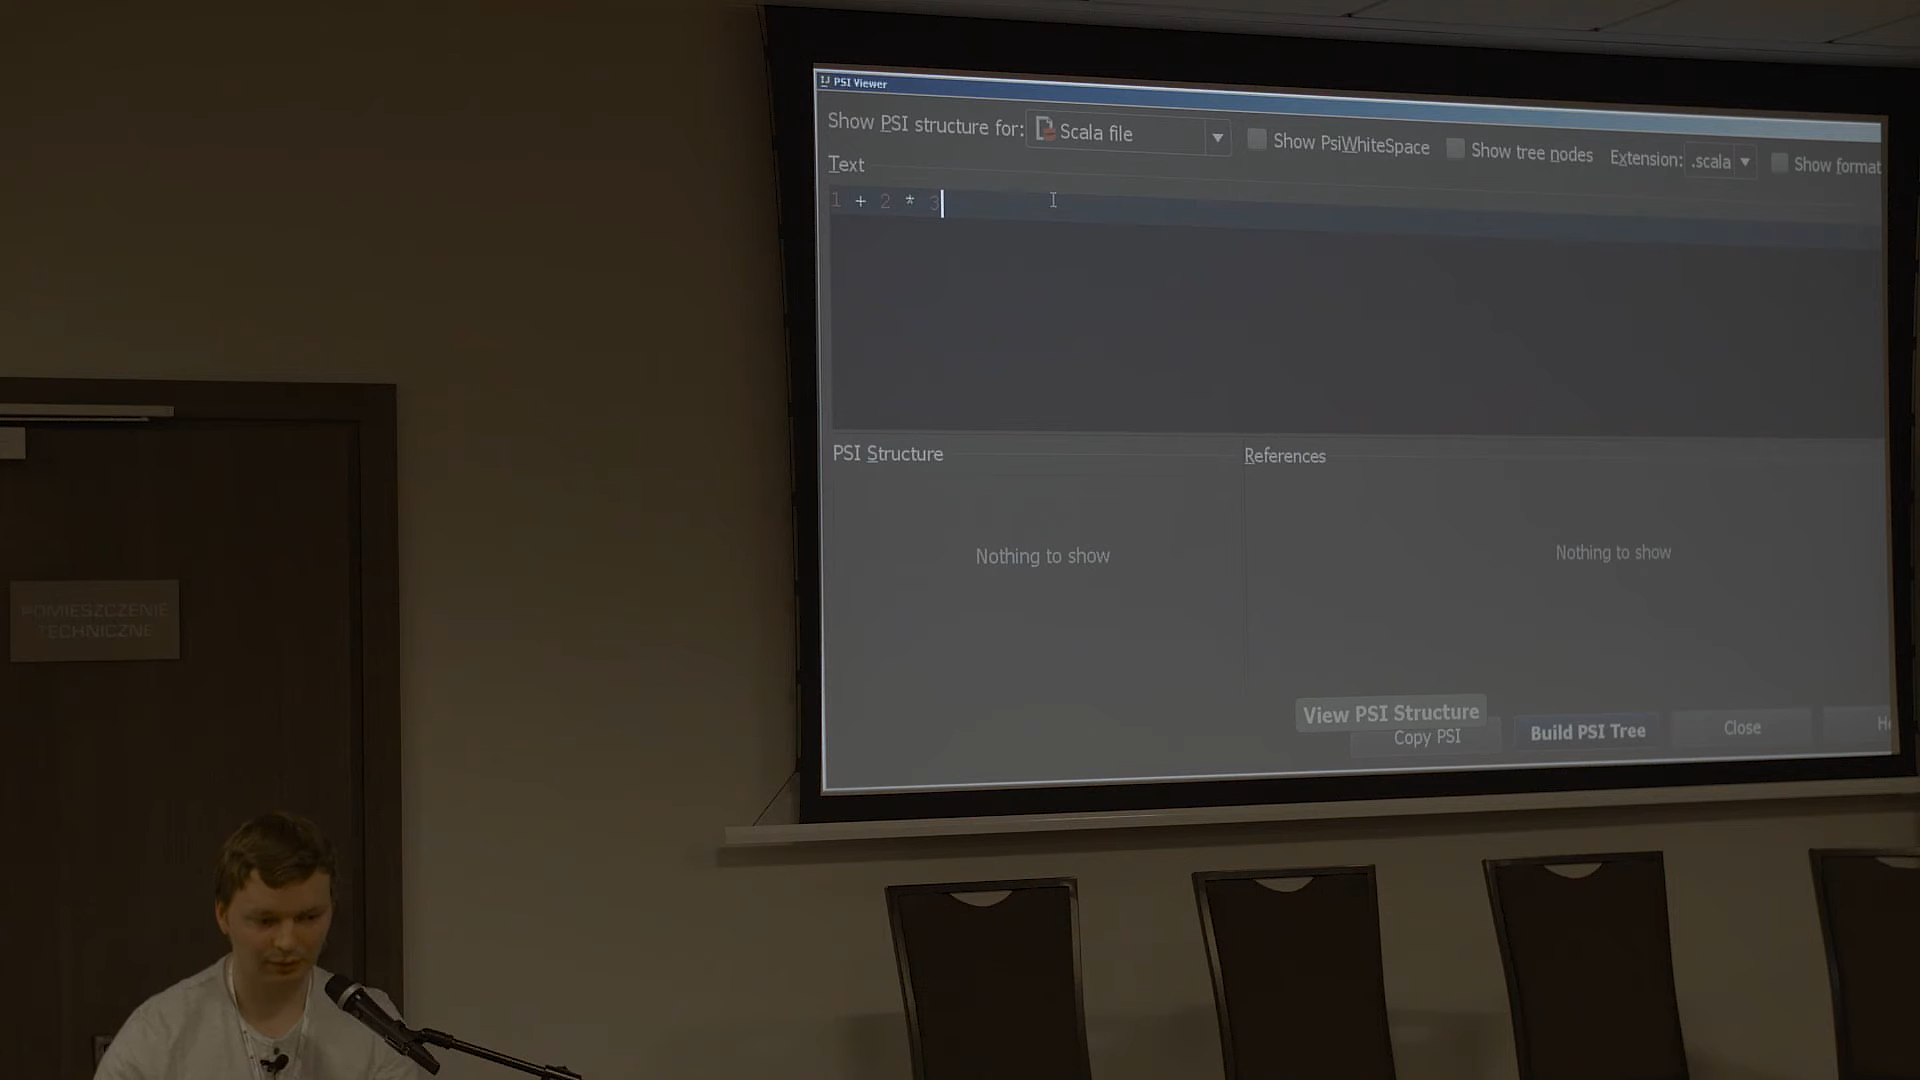 PSI Viewer
Show PSI structure for: Scala file Show PsiWhiteSpace Show tree nodes Extension: .scala Show format
Text
1 + 2 * 3
PSI Structure References
Nothing to show Nothing to show
View PSI Structure
Copy PSI Build PSI Tree Close
POMIESZCZENIE
TECHNICZNE